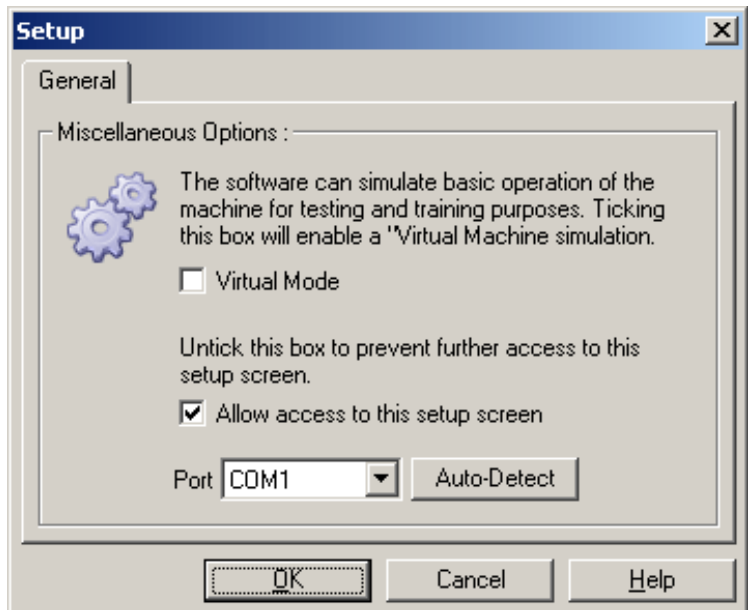 Setup
General
Miscellaneous Options :
The software can simulate basic operation of the
machine for testing and training purposes. Ticking
this box will enable a "Virtual Machine simulation.
Virtual Mode
Untick this box to prevent further access to this
setup screen.
Allow access to this setup screen
Port COM1 Auto-Detect
OK Cancel Help